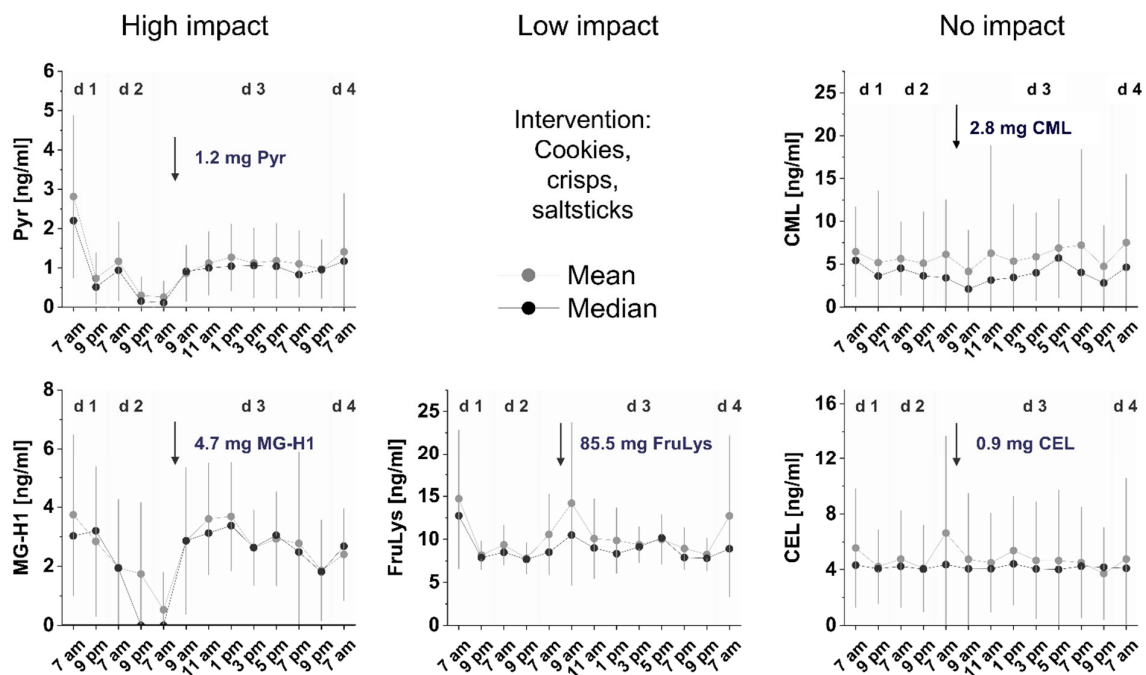 High impact
Low impact
No impact
6
5
4
3
2
1
0
Pyr [ng/ml]
d 1
d 2
d 3
d 4
1.2 mg Pyr
7 am
9 pm
7 am
9 pm
7 am
9 am
11 am
1 pm
3 pm
5 pm
7 pm
9 pm
7 am
Intervention:
Cookies,
crisps,
saltsticks
Mean
Median
25
20
15
10
5
0
CML [ng/ml]
d 1
d 2
d 3
d 4
2.8 mg CML
7 am
9 pm
7 am
9 pm
7 am
9 am
11 am
1 pm
3 pm
5 pm
7 pm
9 pm
7 am
8
6
4
2
0
MG-H1 [ng/ml]
d 1
d 2
d 3
d 4
4.7 mg MG-H1
7 am
9 pm
7 am
9 pm
7 am
9 am
11 am
1 pm
3 pm
5 pm
7 pm
9 pm
7 am
25
20
15
10
5
0
FruLys [ng/ml]
d 1
d 2
d 3
d 4
85.5 mg FruLys
7 am
9 pm
7 am
9 pm
7 am
9 am
11 am
1 pm
3 pm
5 pm
7 pm
9 pm
7 am
16
12
8
4
0
CEL [ng/ml]
d 1
d 2
d 3
d 4
0.9 mg CEL
7 am
9 pm
7 am
9 pm
7 am
9 am
11 am
1 pm
3 pm
5 pm
7 pm
9 pm
7 am